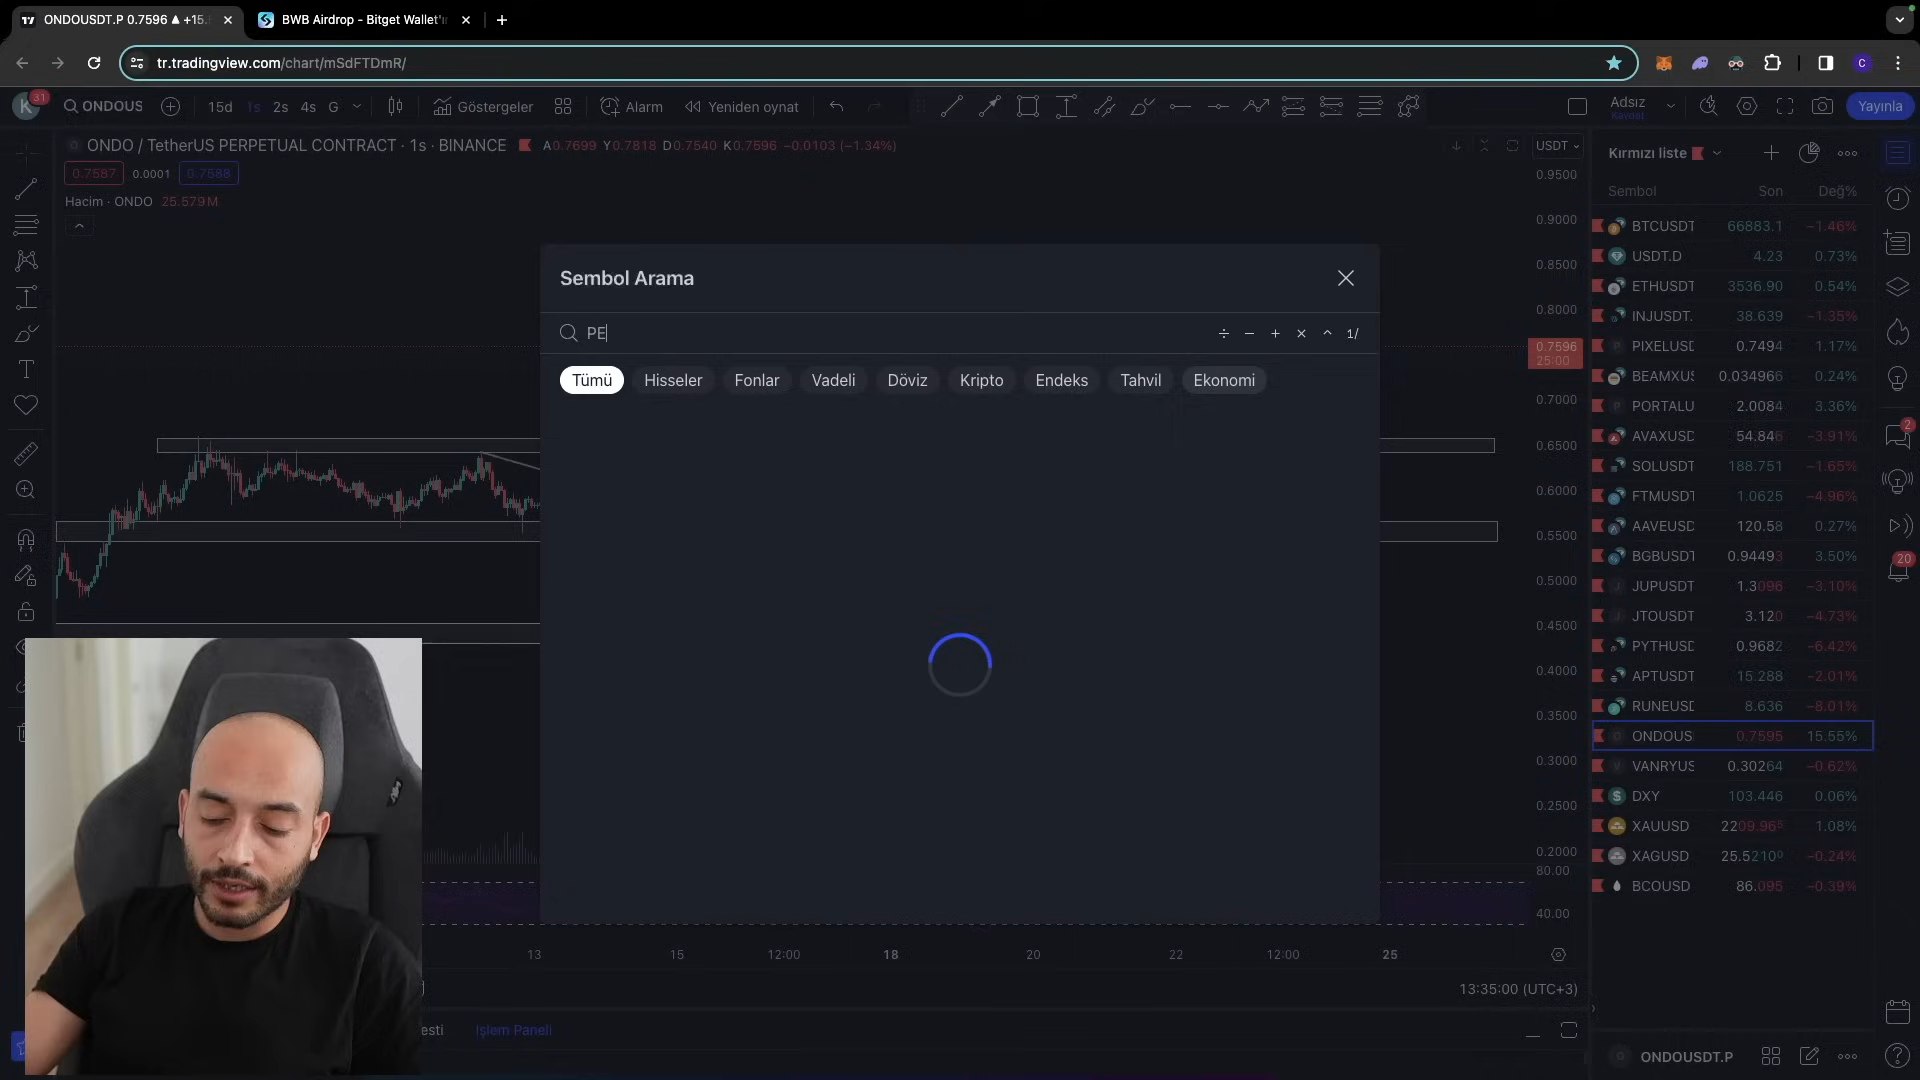 ONDOUSDT.P 0.7596 ▲ +15.
BWB Airdrop - Bitget Wallet'ı
tr.tradingview.com/chart/mSdFTDmR/
C
K 31
ONDOUS
15d 1s 2s 4s G
Göstergeler
Alarm
Yeniden oynat
Adsız
Kaydet
Yayınla
ONDO / TetherUS PERPETUAL CONTRACT · 1s · BINANCE A0.7699 Y0.7818 D0.7540 K0.7596 −0.0103 (−1.34%)
0.7587 0.0001 0.7588
Hacim · ONDO 25.579M
USDT
0.9500
0.9000
0.8500
0.8000
0.7596
25:00
0.7000
0.6500
0.6000
0.5500
0.5000
0.4500
0.4000
0.3500
0.3000
0.2500
0.2000
80.00
40.00
Sembol Arama
PE
÷ − + × ^ 1/
Tümü Hisseler Fonlar Vadeli Döviz Kripto Endeks Tahvil Ekonomi
13 15 12:00 18 20 22 12:00 25
13:35:00 (UTC+3)
esti İşlem Paneli
Kırmızı liste
Sembol Son Değ%
BTCUSDT 66883.1 −1.46%
USDT.D 4.23 0.73%
ETHUSDT 3536.90 0.54%
INJUSDT. 38.639 −1.35%
PIXELUSD 0.7494 1.17%
BEAMXUS 0.034966 0.24%
PORTALU 2.0084 3.36%
AVAXUSD 54.846 −3.91%
SOLUSDT 188.751 −1.65%
FTMUSDT 1.0625 −4.96%
AAVEUSD 120.58 0.27%
BGBUSDT 0.94493 3.50%
JUPUSDT 1.3096 −3.10%
JTOUSDT 3.120 −4.73%
PYTHUSD 0.9682 −6.42%
APTUSDT 15.288 −2.01%
RUNEUSD 8.636 −8.01%
ONDOUS 0.7595 15.55%
VANRYUS 0.30264 −0.62%
DXY 103.446 0.06%
XAUUSD 2209.96⁵ 1.08%
XAGUSD 25.5210⁰ −0.24%
BCOUSD 86.095 −0.39%
ONDOUSDT.P
2
20